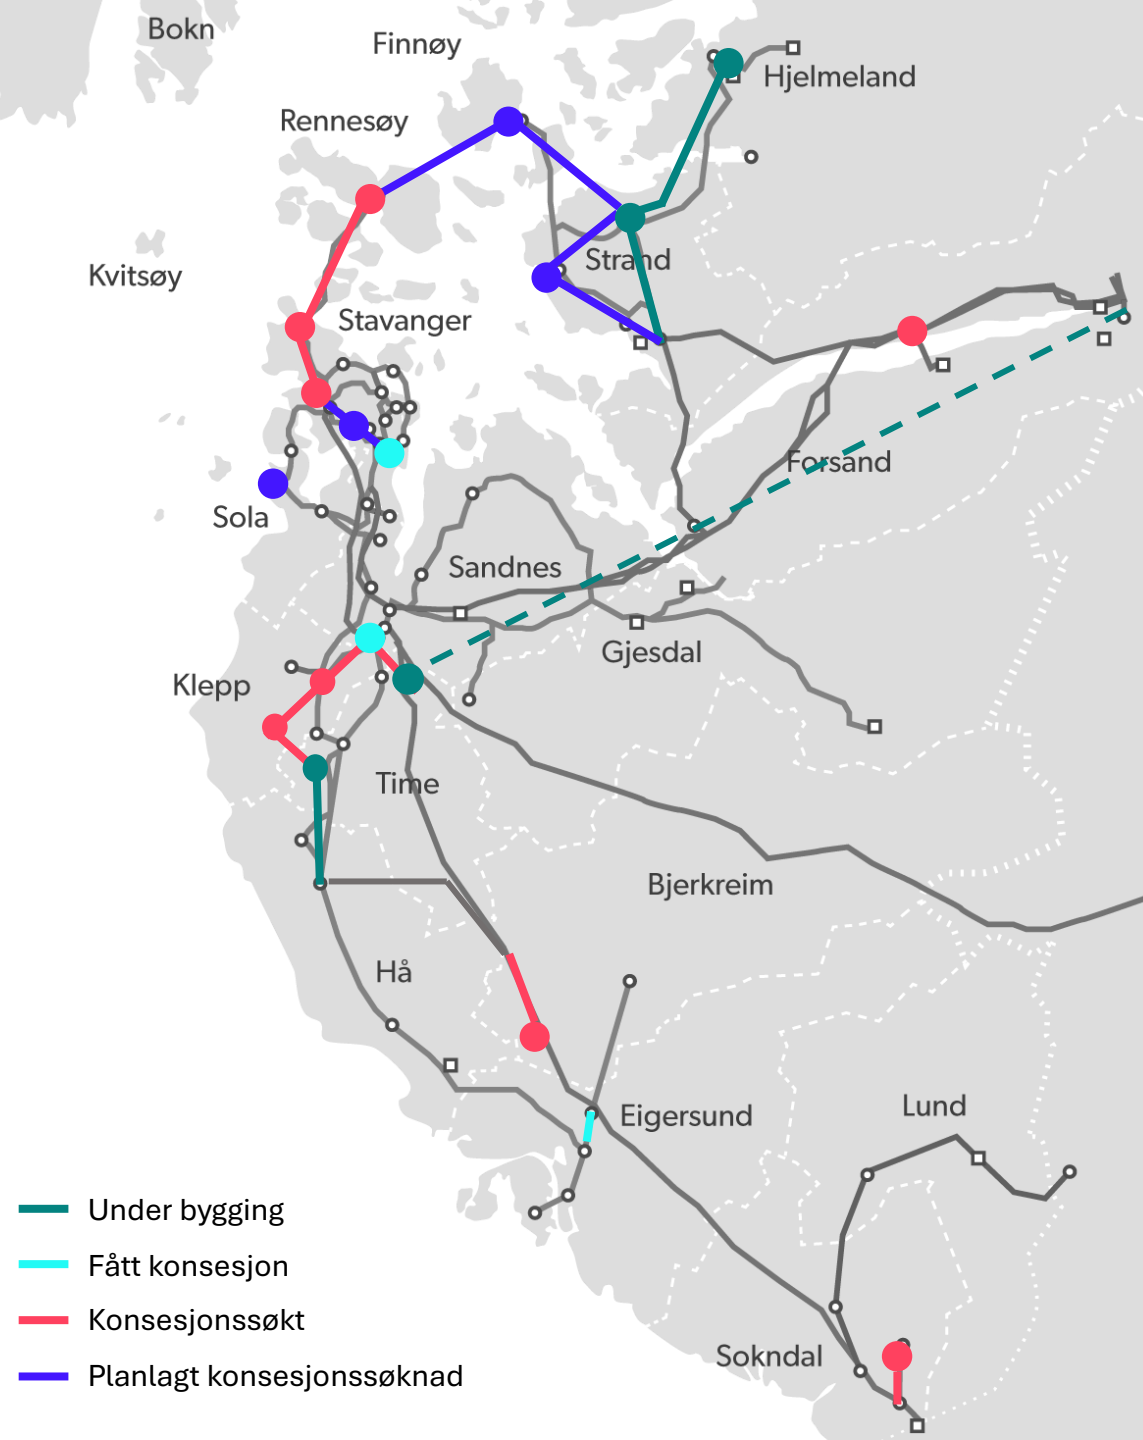 Bokn
Finnøy
Hjelmeland
Rennesøy
Strand
Kvitsøy
Stavanger
Forsand
Sola
Sandnes
Gjesdal
Klepp
Time
Bjerkreim
Hå
Lund
Eigersund
Sokndal
Under bygging
Fått konsesjon
Konsesjonssøkt
Planlagt konsesjonssøknad